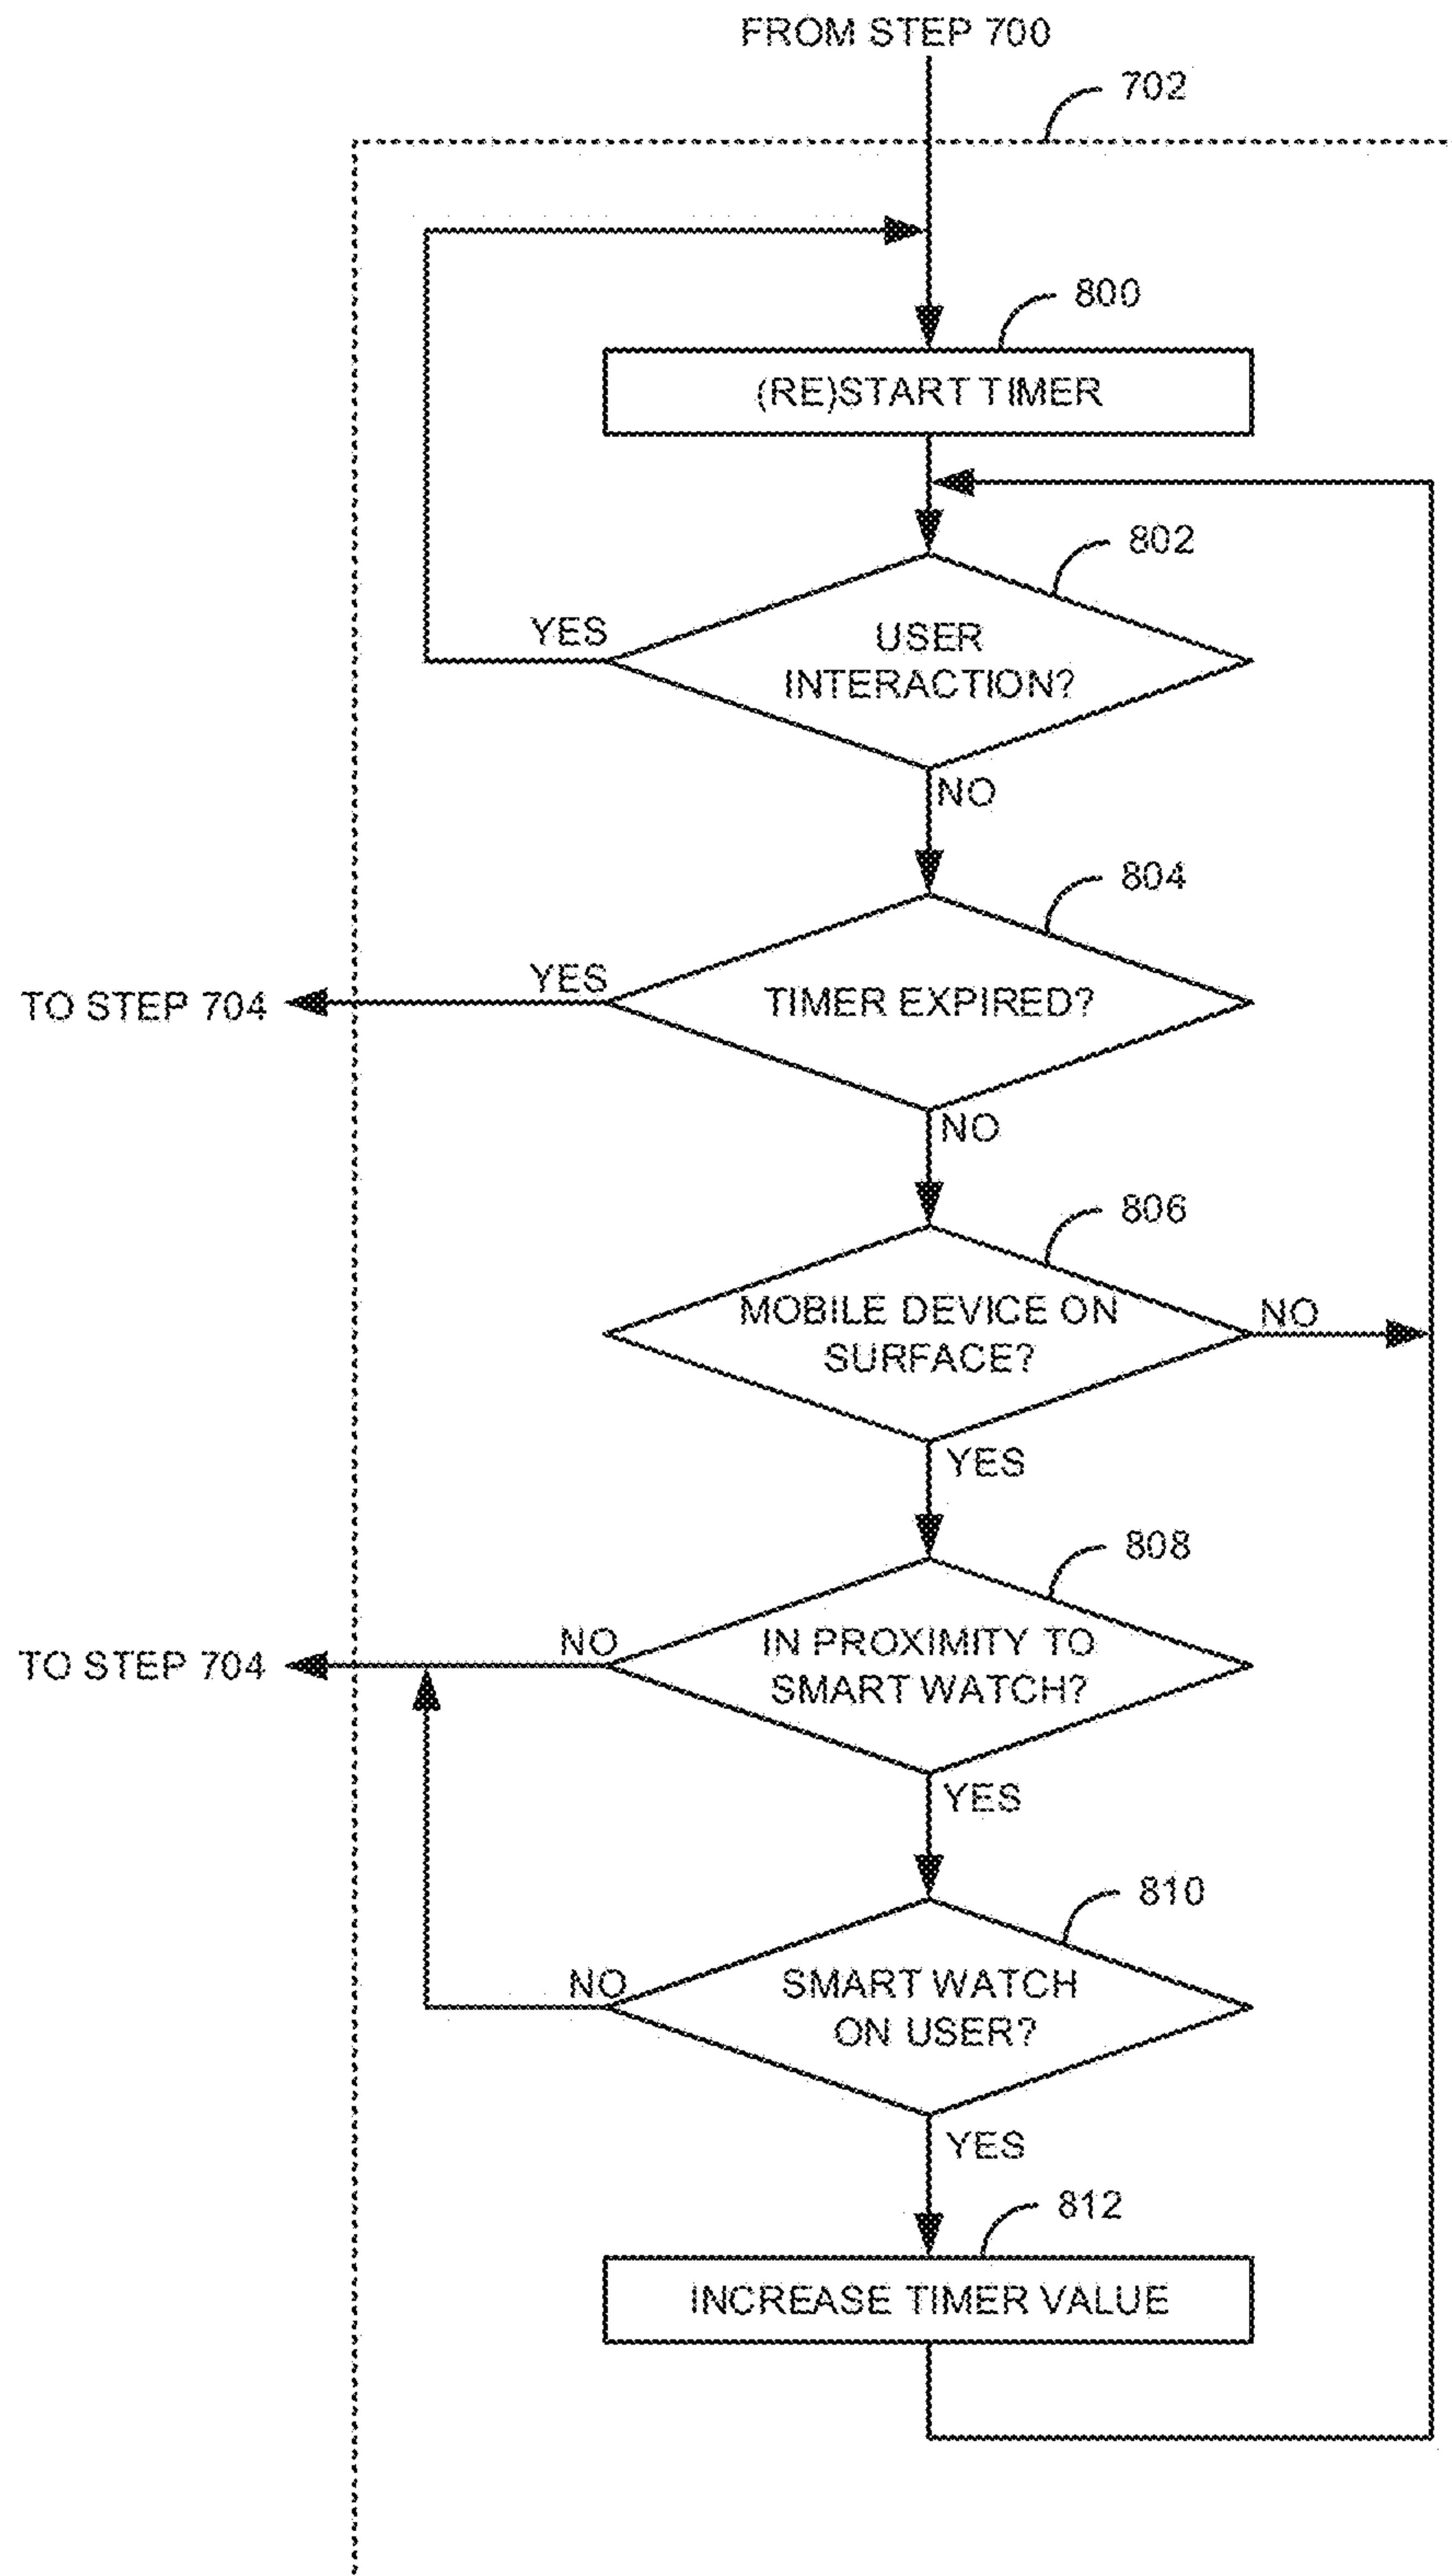 FROM STEP 700
702
800
(RE)START TIMER
802
YES
USER
INTERACTION?
NO
804
YES
TO STEP 704
TIMER EXPIRED?
NO
806
MOBILE DEVICE ON
SURFACE?
NO
YES
808
NO
TO STEP 704
IN PROXIMITY TO
SMART WATCH?
YES
810
NO
SMART WATCH
ON USER?
YES
812
INCREASE TIMER VALUE